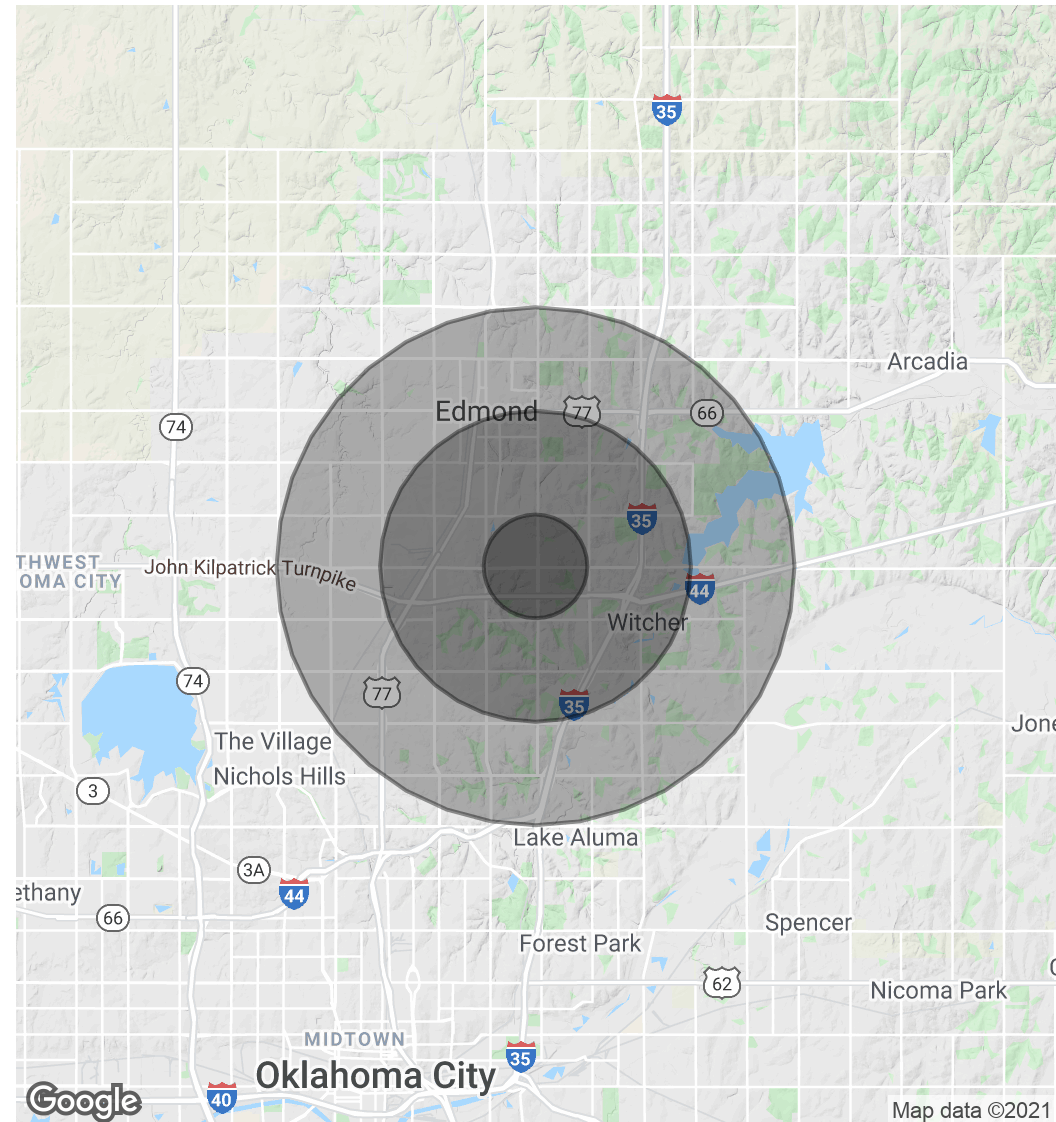 35
Arcadia
Edmond
77
66
74
35
THWEST
OMA CITY
John Kilpatrick Turnpike
44
Witcher
74
77
35
Jone
The Village
Nichols Hills
3
Lake Aluma
3A
44
ethany
66
Spencer
Forest Park
62
Nicoma Park
MIDTOWN
35
Oklahoma City
40
Google
Map data ©2021